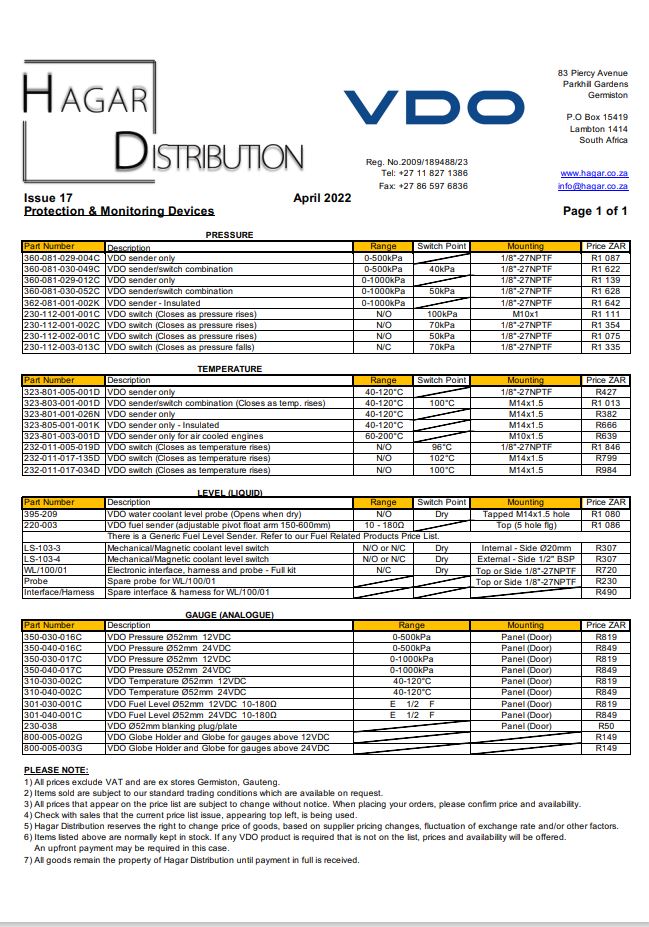 HAGAR
DISTRIBUTION
VDO
83 Piercy Avenue
Parkhill Gardens
Germiston
P.O Box 15419
Lambton 1414
South Africa
Reg. No.2009/189488/23
Tel: +27 11 827 1386
Fax: +27 86 597 6836
www.hagar.co.za
info@hagar.co.za
Issue 17 April 2022
Protection & Monitoring Devices Page 1 of 1
PRESSURE
Part Number Description Range Switch Point Mounting Price ZAR
360-081-029-004C VDO sender only 0-500kPa 1/8"-27NPTF R1 087
360-081-030-049C VDO sender/switch combination 0-500kPa 40kPa 1/8"-27NPTF R1 622
360-081-029-012C VDO sender only 0-1000kPa 1/8"-27NPTF R1 139
360-081-030-052C VDO sender/switch combination 0-1000kPa 50kPa 1/8"-27NPTF R1 628
362-081-001-002K VDO sender - Insulated 0-1000kPa 1/8"-27NPTF R1 642
230-112-001-001C VDO switch (Closes as pressure rises) N/O 100kPa M10x1 R1 111
230-112-001-002C VDO switch (Closes as pressure rises) N/O 70kPa 1/8"-27NPTF R1 354
230-112-002-001C VDO switch (Closes as pressure rises) N/O 50kPa 1/8"-27NPTF R1 075
230-112-003-013C VDO switch (Closes as pressure falls) N/C 70kPa 1/8"-27NPTF R1 335
TEMPERATURE
Part Number Description Range Switch Point Mounting Price ZAR
323-801-005-001D VDO sender only 40-120°C 1/8"-27NPTF R427
323-803-001-001D VDO sender/switch combination (Closes as temp. rises) 40-120°C 100°C M14x1.5 R1 013
323-801-001-026N VDO sender only 40-120°C M14x1.5 R382
323-805-001-001K VDO sender only - Insulated 40-120°C M14x1.5 R666
323-801-003-001D VDO sender only for air cooled engines 60-200°C M10x1.5 R639
232-011-005-019D VDO switch (Closes as temperature rises) N/O 96°C 1/8"-27NPTF R1 846
232-011-017-135D VDO switch (Closes as temperature rises) N/O 102°C M14x1.5 R799
232-011-017-034D VDO switch (Closes as temperature rises) N/O 100°C M14x1.5 R984
LEVEL (LIQUID)
Part Number Description Range Switch Point Mounting Price ZAR
395-209 VDO water coolant level probe (Opens when dry) N/O Dry Tapped M14x1.5 hole R1 080
220-003 VDO fuel sender (adjustable pivot float arm 150-600mm) 10 - 180Ω Top (5 hole flg) R1 086
There is a Generic Fuel Level Sender. Refer to our Fuel Related Products Price List.
LS-103-3 Mechanical/Magnetic coolant level switch N/O or N/C Dry Internal - Side Ø20mm R307
LS-103-4 Mechanical/Magnetic coolant level switch N/O or N/C Dry External - Side 1/2" BSP R307
WL/100/01 Electronic interface, harness and probe - Full kit N/C Dry Top or Side 1/8"-27NPTF R720
Probe Spare probe for WL/100/01 Top or Side 1/8"-27NPTF R230
Interface/Harness Spare interface & harness for WL/100/01 R490
GAUGE (ANALOGUE)
Part Number Description Range Mounting Price ZAR
350-030-016C VDO Pressure Ø52mm 12VDC 0-500kPa Panel (Door) R819
350-040-016C VDO Pressure Ø52mm 24VDC 0-500kPa Panel (Door) R849
350-030-017C VDO Pressure Ø52mm 12VDC 0-1000kPa Panel (Door) R819
350-040-017C VDO Pressure Ø52mm 24VDC 0-1000kPa Panel (Door) R849
310-030-002C VDO Temperature Ø52mm 12VDC 40-120°C Panel (Door) R819
310-040-002C VDO Temperature Ø52mm 24VDC 40-120°C Panel (Door) R849
301-030-001C VDO Fuel Level Ø52mm 12VDC 10-180Ω E 1/2 F Panel (Door) R819
301-040-001C VDO Fuel Level Ø52mm 24VDC 10-180Ω E 1/2 F Panel (Door) R849
230-038 VDO Ø52mm blanking plug/plate Panel (Door) R50
800-005-002G VDO Globe Holder and Globe for gauges above 12VDC R149
800-005-003G VDO Globe Holder and Globe for gauges above 24VDC R149
PLEASE NOTE:
1) All prices exclude VAT and are ex stores Germiston, Gauteng.
2) Items sold are subject to our standard trading conditions which are available on request.
3) All prices that appear on the price list are subject to change without notice. When placing your orders, please confirm price and availability.
4) Check with sales that the current price list issue, appearing top left, is being used.
5) Hagar Distribution reserves the right to change price of goods, based on supplier pricing changes, fluctuation of exchange rate and/or other factors.
6) Items listed above are normally kept in stock. If any VDO product is required that is not on the list, prices and availability will be offered.
An upfront payment may be required in this case.
7) All goods remain the property of Hagar Distribution until payment in full is received.